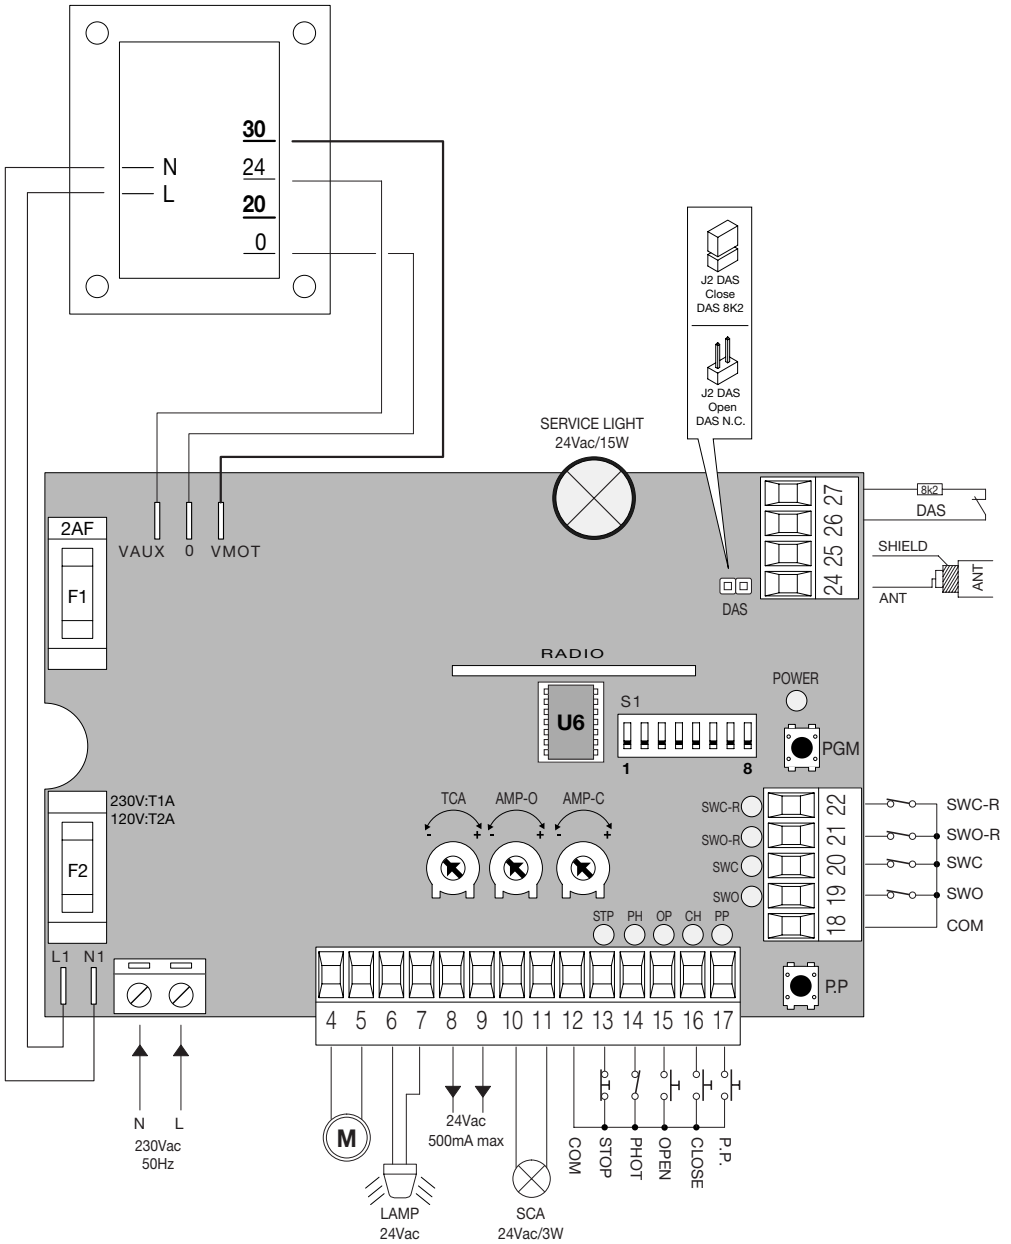 30
N
24
L
20
0
J2 DAS
Close
DAS 8K2
J2 DAS
Open
DAS N.C.
SERVICE LIGHT
24Vac/15W
2AF
F1
VAUX 0 VMOT
27
26
25
24
8k2
DAS
SHIELD
ANT
ANT
DAS
RADIO
U6
S1
1 8
POWER
PGM
230V:T1A
120V:T2A
F2
TCA AMP-O AMP-C
- + - + - +
SWC-R
SWO-R
SWC
SWO
22
21
20
19
18
SWC-R
SWO-R
SWC
SWO
COM
STP PH OP CH PP
L1 N1
P.P
4 5 6 7 8 9 10 11 12 13 14 15 16 17
N L
230Vac
50Hz
M
24Vac
500mA max
LAMP
24Vac
SCA
24Vac/3W
COM
STOP
PHOT
OPEN
CLOSE
P.P.